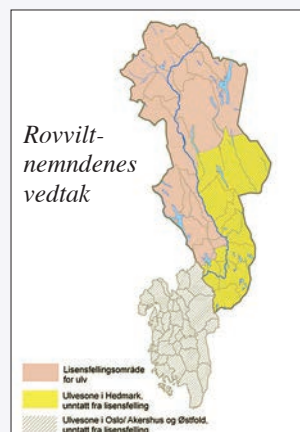 Rovvilt-
nemndenes
vedtak
Lisensfellingsområde
for ulv
Ulvesone i Hedmark,
unntatt fra lisensfelling
Ulvesone i Oslo/ Akershus og Østfold,
unntatt fra lisensfelling